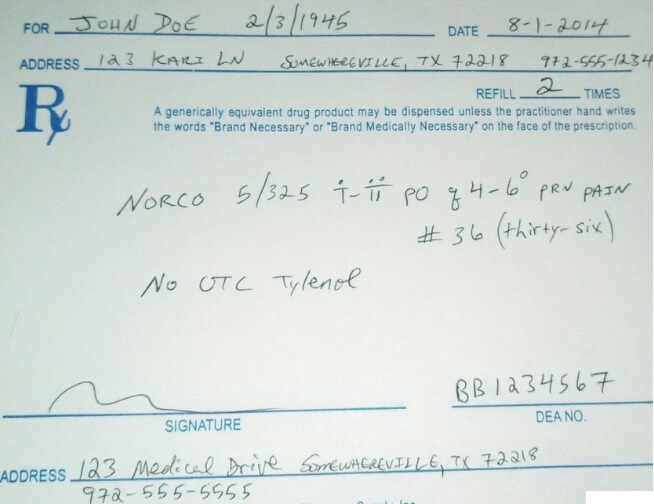 FOR JOHN DOE 2/3/1945 DATE 8-1-2014
ADDRESS 123 KARI LN SOMEWHEREVILLE, TX 72218 972-555-1234
Rx REFILL 2 TIMES
A generically equivalent drug product may be dispensed unless the practitioner hand writes
the words "Brand Necessary" or "Brand Medically Necessary" on the face of the prescription.
NORCO 5/325 i-ii PO q 4-6° PRN PAIN
# 36 (thirty-six)
No OTC Tylenol
BB1234567
SIGNATURE DEA NO.
ADDRESS 123 Medical Drive SOMEWHEREVILLE, TX 72218
972-555-5555